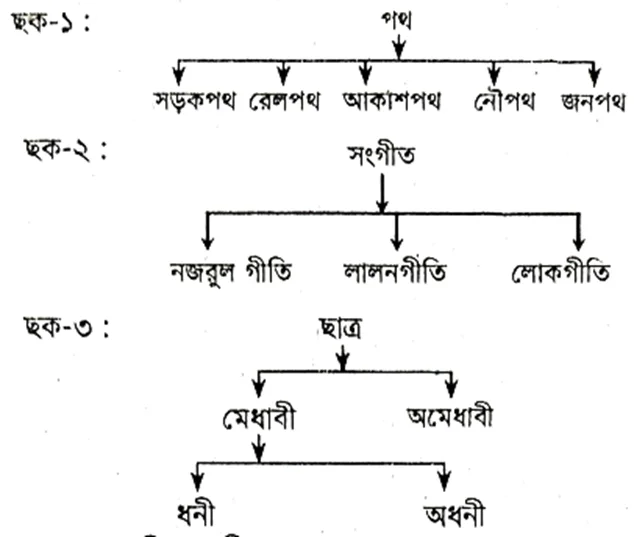 ছক-১ : পথ
সড়কপথ রেলপথ আকাশপথ নৌপথ জনপথ
ছক-২ : সংগীত
নজরুল গীতি লালনগীতি লোকগীতি
ছক-৩ : ছাত্র
মেধাবী অমেধাবী
ধনী অধনী